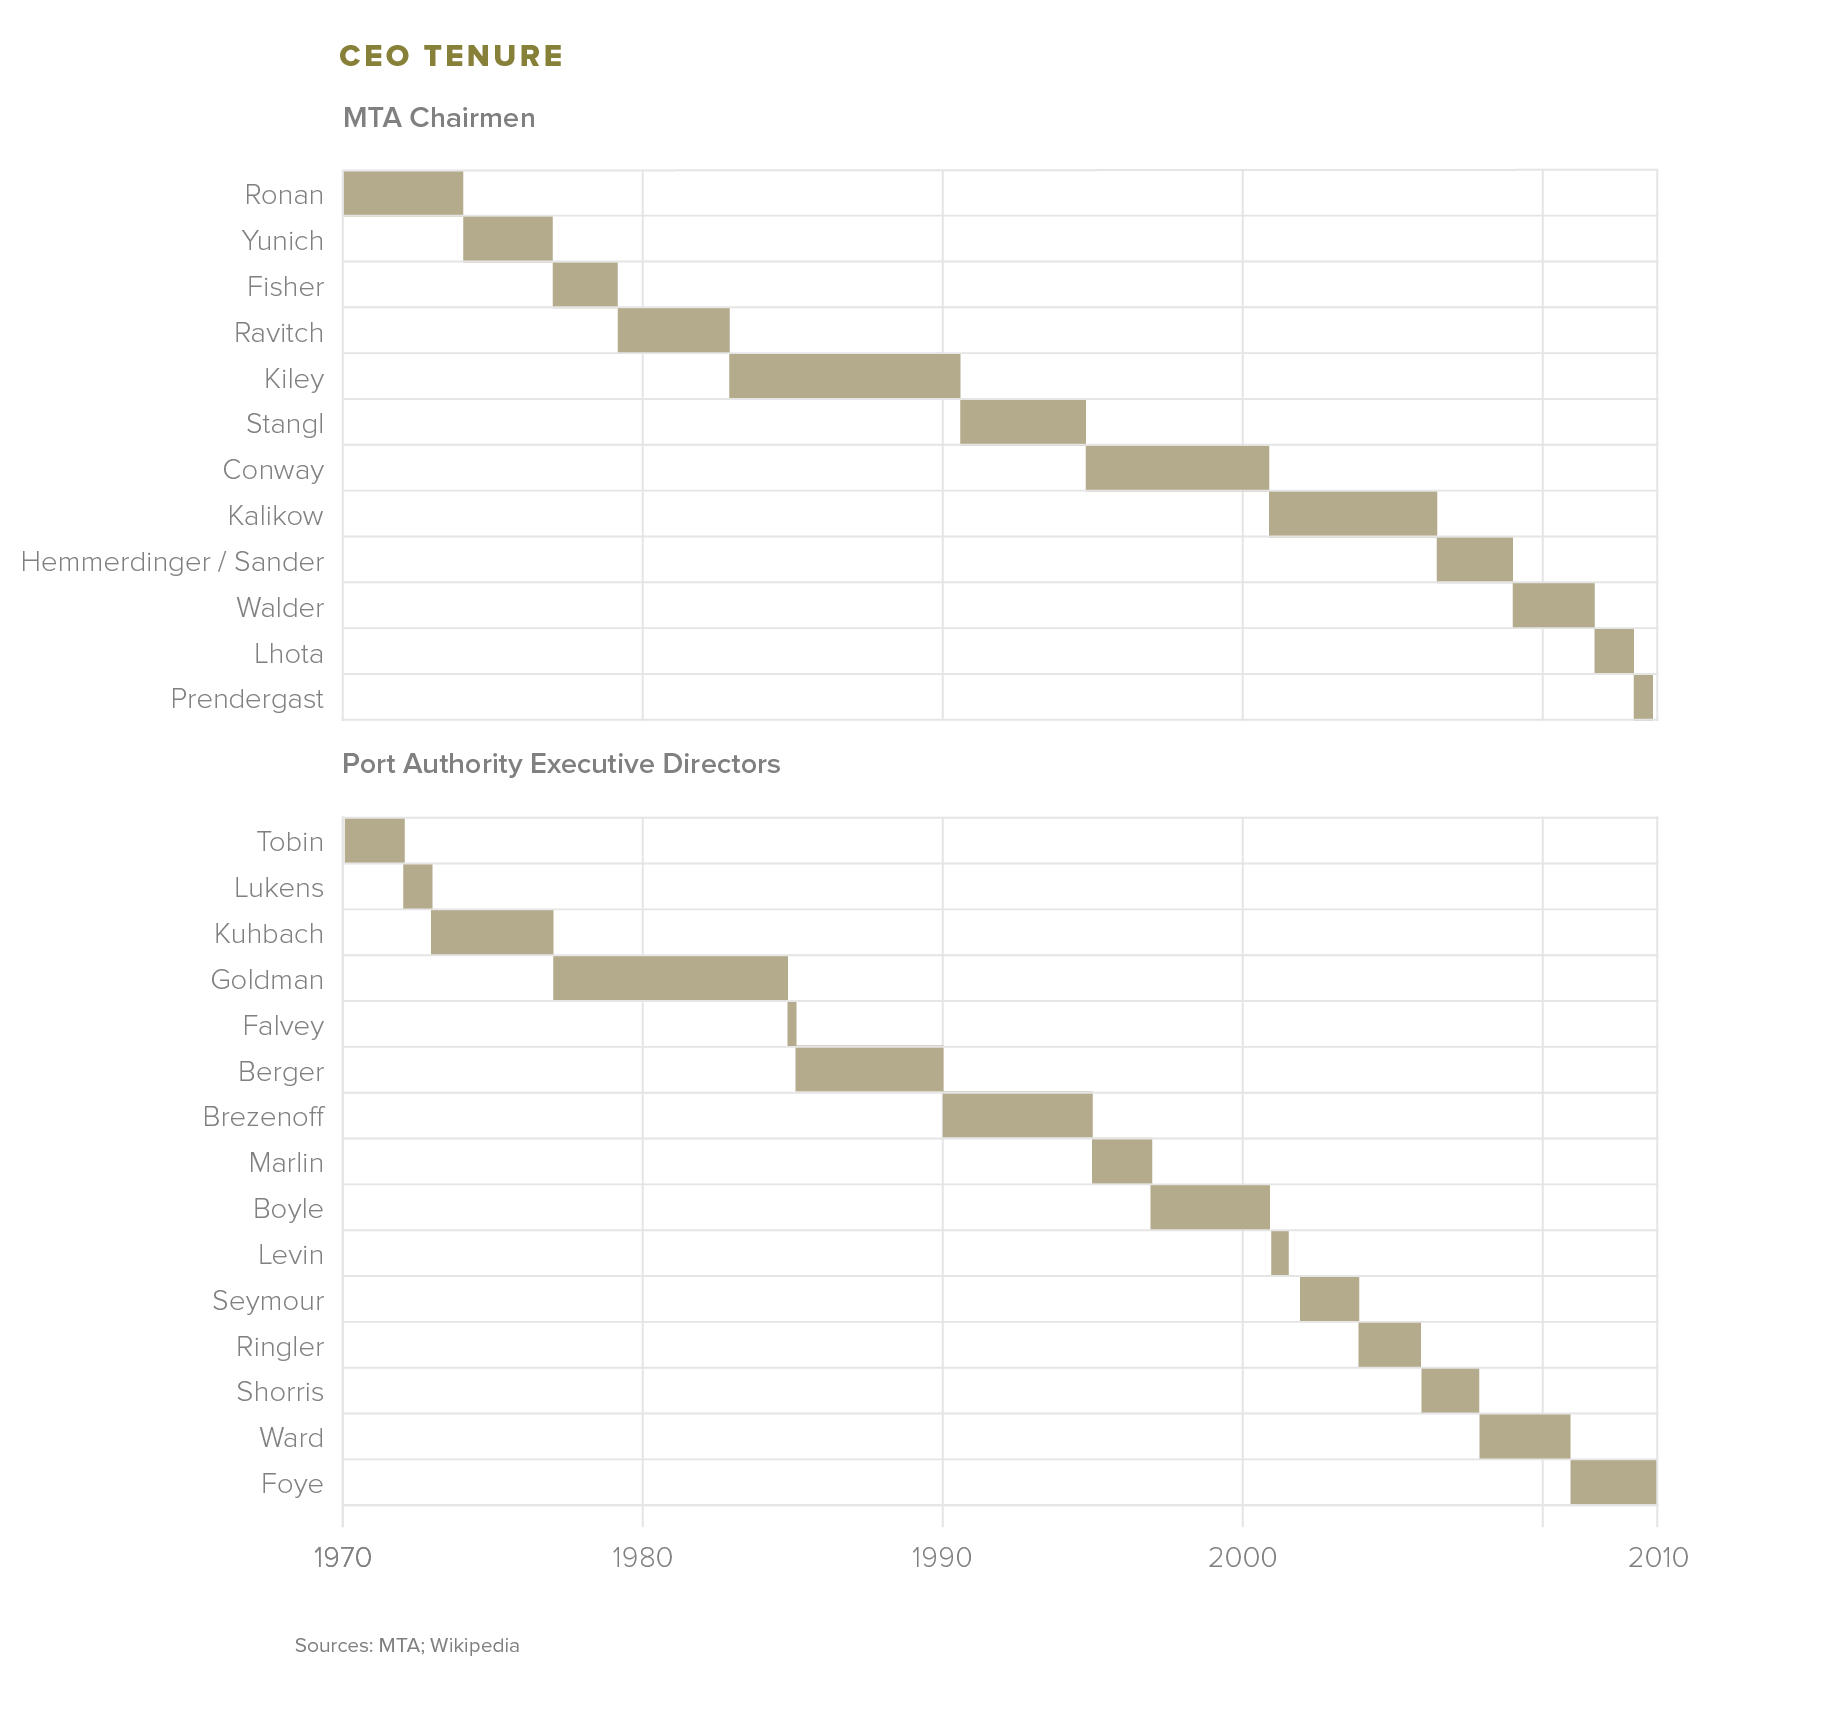 CEO TENURE
MTA Chairmen
Ronan
Yunich
Fisher
Ravitch
Kiley
Stangl
Conway
Kalikow
Hemmerdinger / Sander
Walder
Lhota
Prendergast
Port Authority Executive Directors
Tobin
Lukens
Kuhbach
Goldman
Falvey
Berger
Brezenoff
Marlin
Boyle
Levin
Seymour
Ringler
Shorris
Ward
Foye
1970 1980 1990 2000 2010
Sources: MTA; Wikipedia